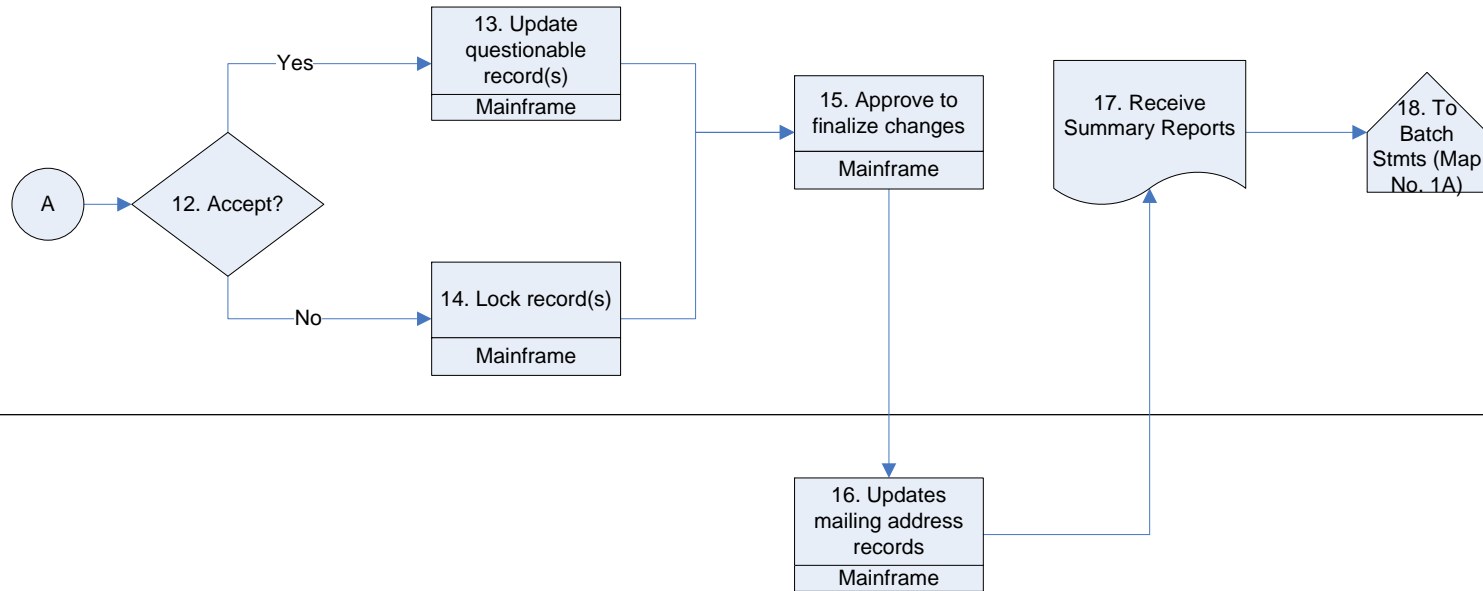 A
12. Accept?
Yes
13. Update
questionable
record(s)
Mainframe
No
14. Lock record(s)
Mainframe
15. Approve to
finalize changes
Mainframe
16. Updates
mailing address
records
Mainframe
17. Receive
Summary Reports
18. To
Batch
Stmts (Map
No. 1A)